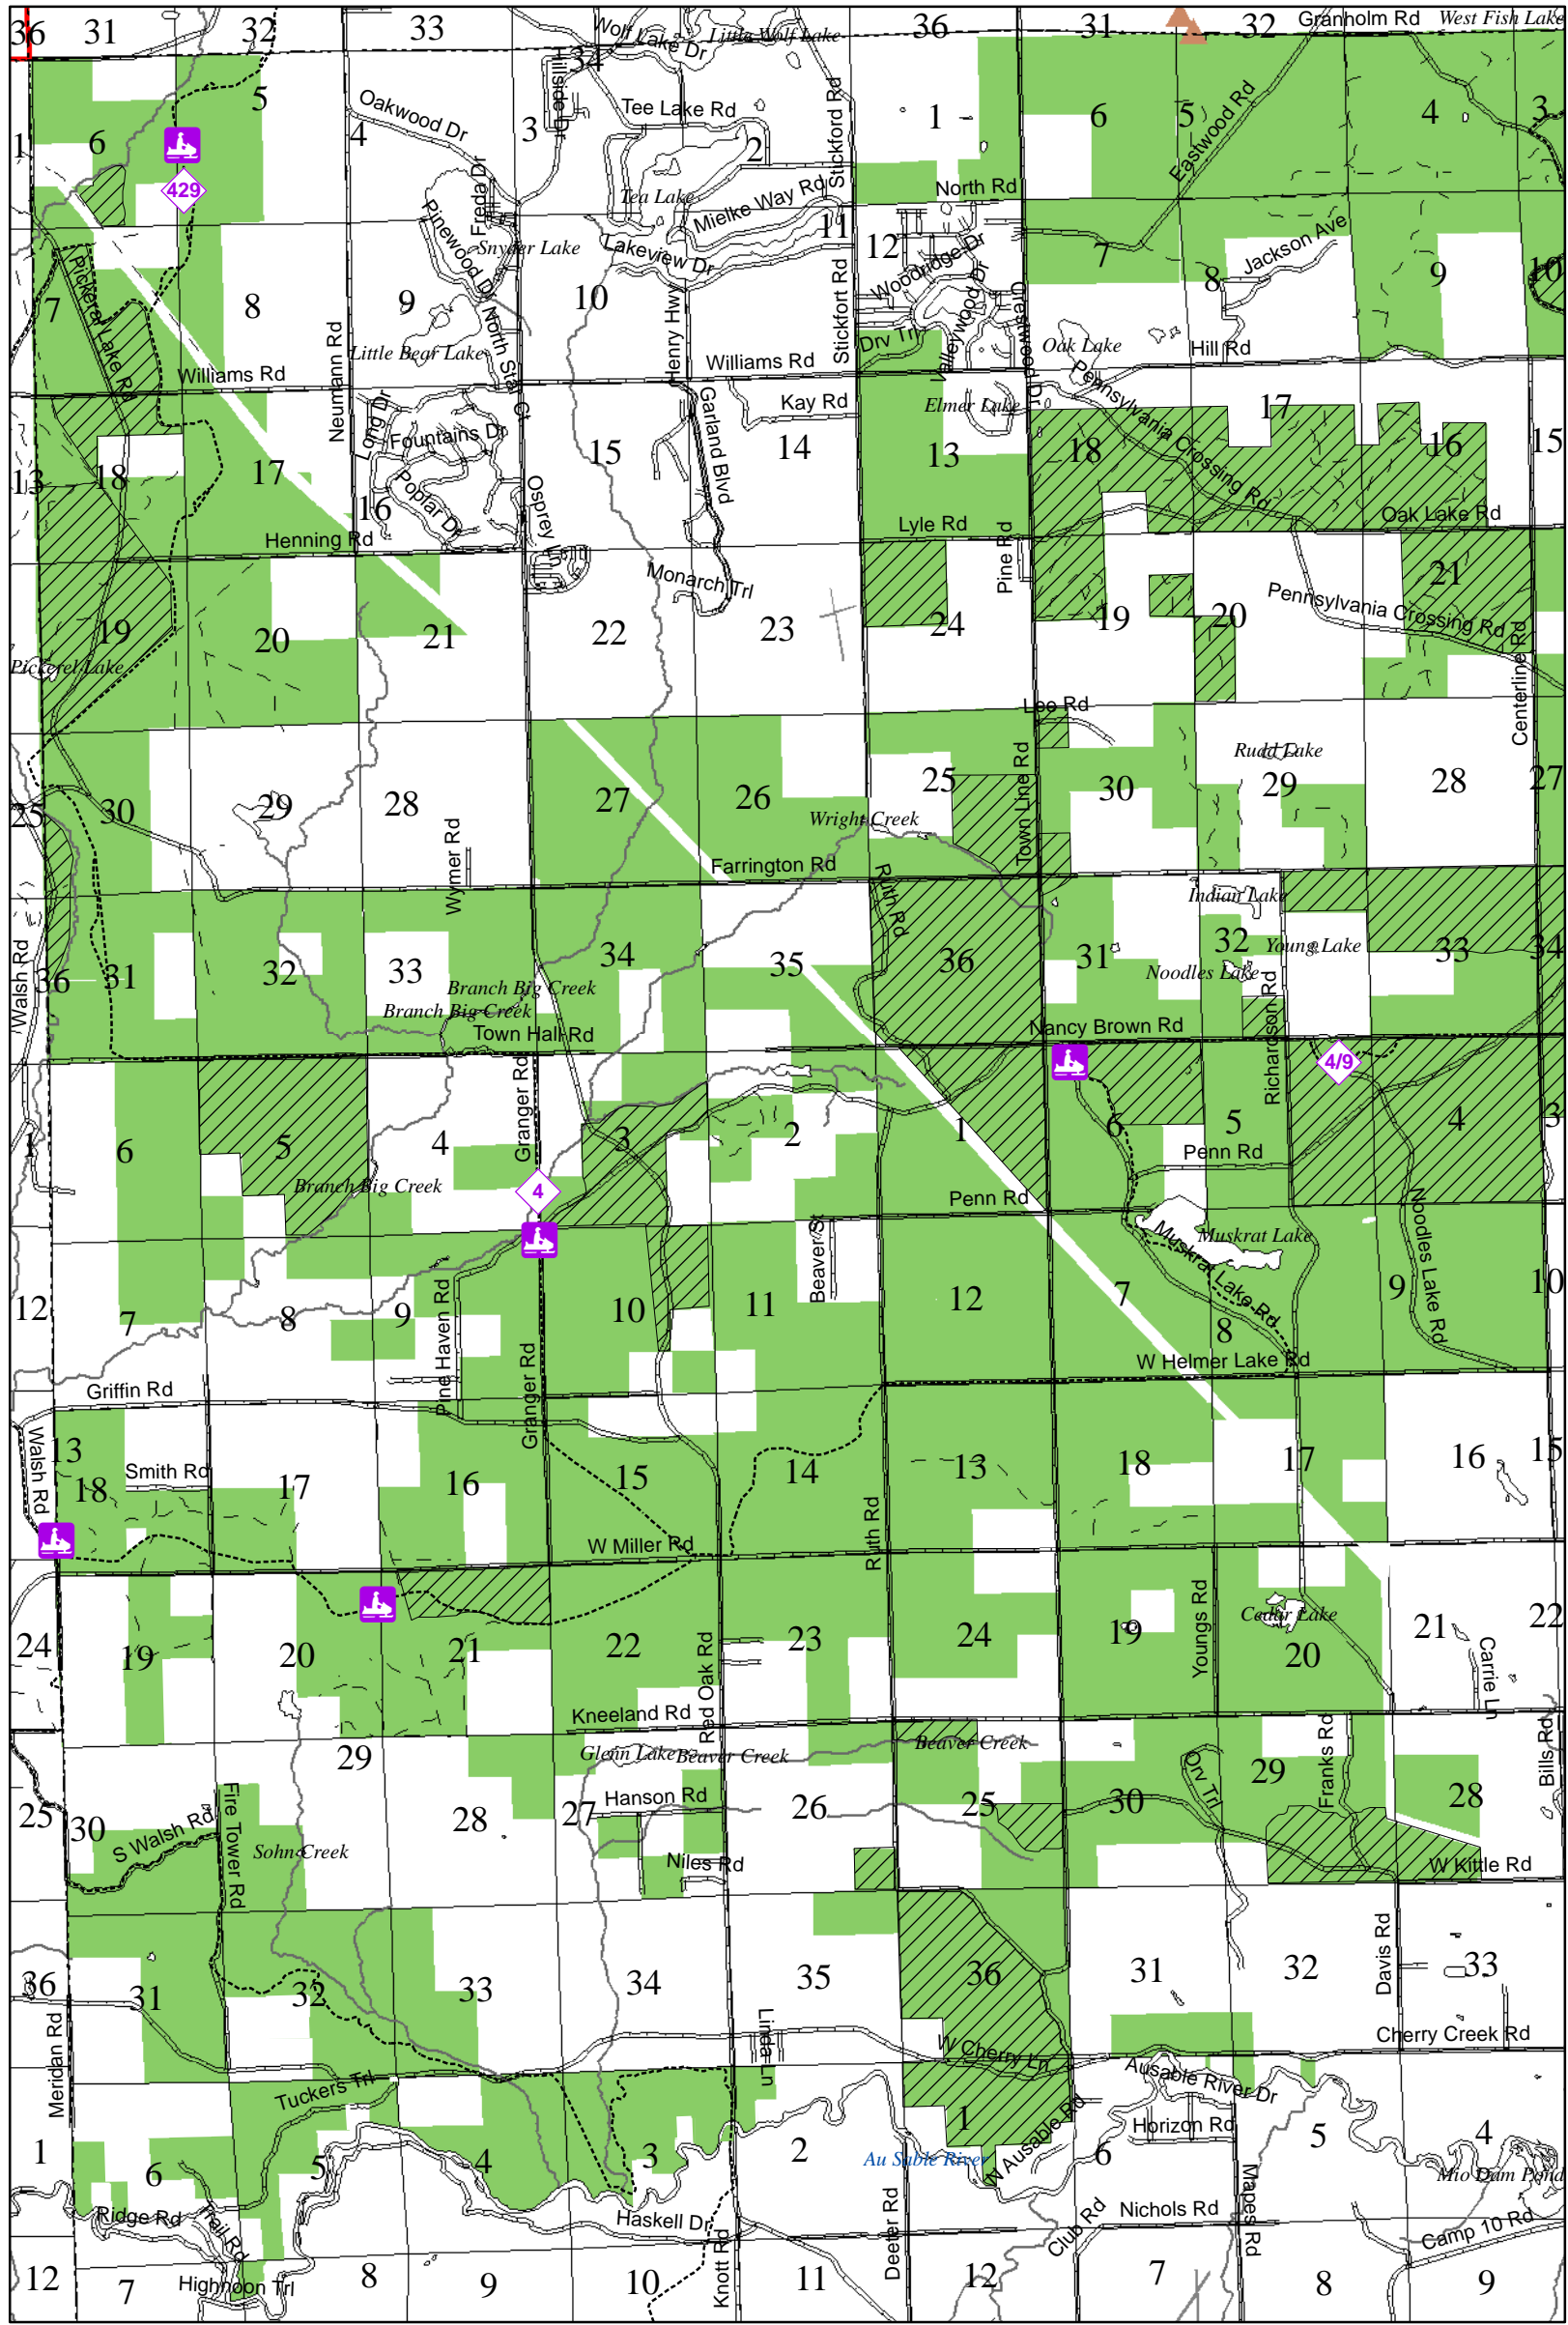 36 31 32 33 34 36 31 32 Granholm Rd West Fish Lake
Wolf Lake Dr Little Wolf Lake
Hillside Dr
5 Tee Lake Rd Stickford Rd
Oakwood Dr 4 3 2 1 6 5 Eastwood Rd 4 3
1 6
429
Freda Dr Tea Lake Mielke Way Rd North Rd
Pinewood Dr Snyder Lake Lakeview Dr 11 12 Woodridge Dr 7 8 Jackson Ave 9 10
Pickerel Lake Rd
7 8 9 10 Henry Hwy Stickfort Rd Valleywood Dr Crestwood Dr
Neumann Rd Little Bear Lake North Star Ct Drv Trl Oak Lake Hill Rd
Williams Rd Williams Rd
Long Dr Fountains Dr Garland Blvd Kay Rd Elmer Lake Pennsylvania Crossing Rd 17
13 18 17 16 Poplar Dr 15 14 13 18 16 15
Henning Rd Osprey Ln Lyle Rd Pine Rd Oak Lake Rd
Monarch Trl 21
19 20 21 22 23 24 19 20 Pennsylvania Crossing Rd
Pickerel Lake Centerline Rd
Lee Rd
Rudd Lake
25 30 29 28 27 26 25 Town Line Rd 30 29 28 27
Wright Creek
Wymer Rd Farrington Rd
Ruth Rd Indian Lake
Walsh Rd 36 31 32 33 34 35 36 31 32 Young Lake 33 34
Branch Big Creek Noodles Lake
Branch Big Creek Richardson Rd
Town Hall Rd Nancy Brown Rd
4/9
Granger Rd
1 6 5 4 3 2 1 6 5 4 3
Penn Rd
Branch Big Creek
4
Penn Rd
Beaver St Muskrat Lake Noodles Lake Rd
Muskrat Lake Rd
12 7 8 9 Pine Haven Rd 10 11 12 7 8 9 10
Granger Rd W Helmer Lake Rd
Griffin Rd
Walsh Rd 13
18 Smith Rd 17 16 15 14 13 18 17 16 15
W Miller Rd Ruth Rd
24 19 20 21 22 23 24 19 Youngs Rd Cedar Lake 20 21 22
Red Oak Rd Carrie Ln
Kneeland Rd
29 Glenn Lake Beaver Creek Beaver Creek Franks Rd Bills Rd
25 30 28 27 Hanson Rd 26 25 30 Orv Trl 29 28
S Walsh Rd Fire Tower Rd Sohn Creek Niles Rd W Kittle Rd
36 31 32 33 34 35 36 31 32 Davis Rd 33
Meridan Rd Linda Ln W Cherry Ln Cherry Creek Rd
Tuckers Trl Ausable River Dr
1 6 5 4 3 2 1 N Ausable Rd 6 Horizon Rd 5 4
Au Sable River Mio Dam Pond
Ridge Rd Trail Rd Haskell Dr Deeter Rd Club Rd Nichols Rd Mapes Rd Camp 10 Rd
12 7 Highnoon Trl 8 9 10 Knott Rd 11 12 7 8 9